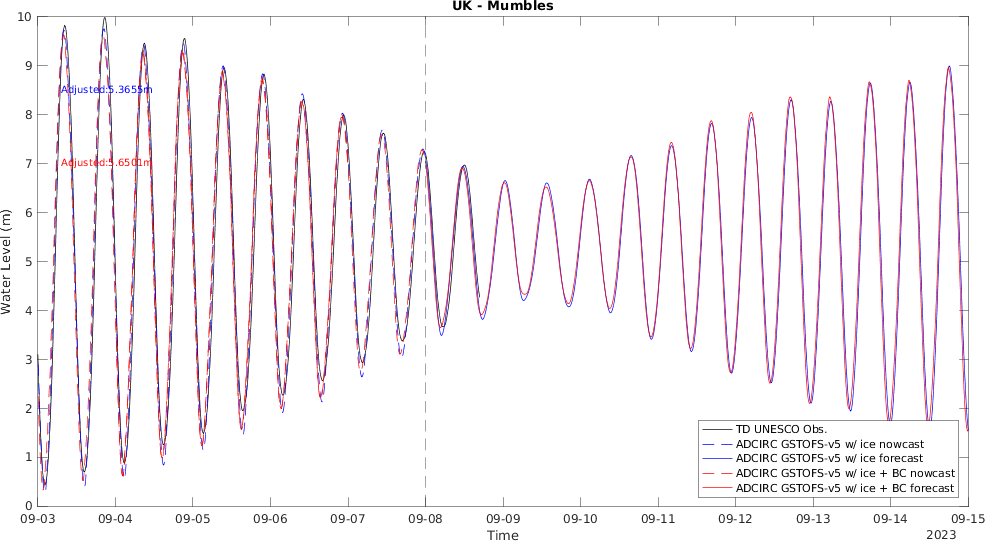 UK - Mumbles
10
9
8
7
6
5
4
3
2
1
0
Water Level (m)
Adjusted:5.3655m
Adjusted:5.6501m
TD UNESCO Obs.
ADCIRC GSTOFS-v5 w/ ice nowcast
ADCIRC GSTOFS-v5 w/ ice forecast
ADCIRC GSTOFS-v5 w/ ice + BC nowcast
ADCIRC GSTOFS-v5 w/ ice + BC forecast
09-03 09-04 09-05 09-06 09-07 09-08 09-09 09-10 09-11 09-12 09-13 09-14 09-15
Time
2023